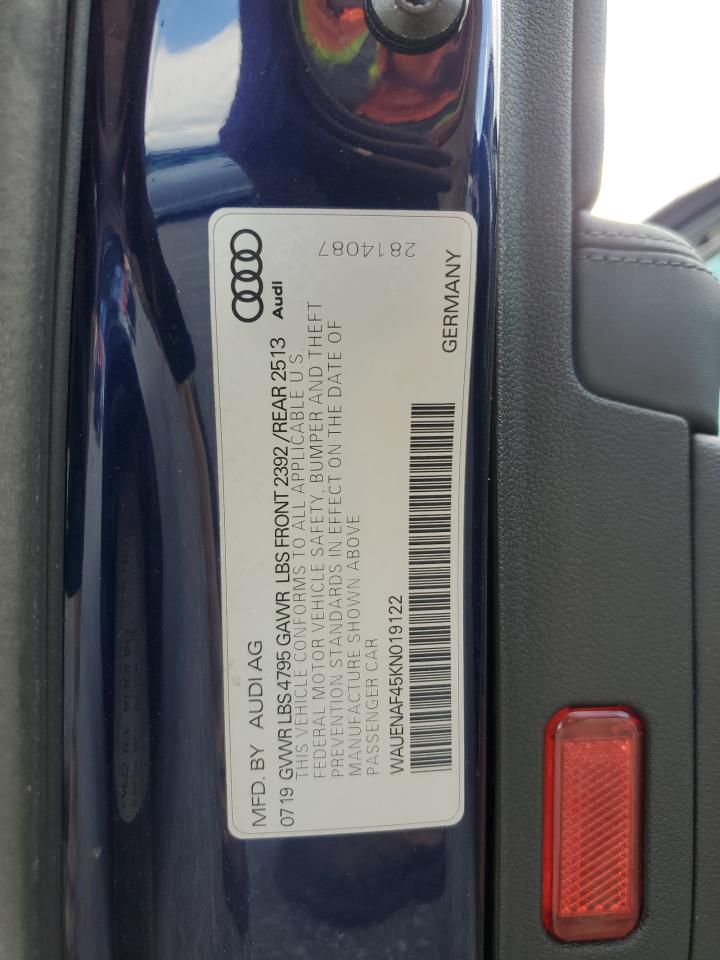 MFD. BY AUDI AG
Audi
0719 GVWR LBS 4795 GAWR LBS FRONT 2392 /REAR 2513
THIS VEHICLE CONFORMS TO ALL APPLICABLE U.S.
FEDERAL MOTOR VEHICLE SAFETY, BUMPER AND THEFT
PREVENTION STANDARDS IN EFFECT ON THE DATE OF
MANUFACTURE SHOWN ABOVE
PASSENGER CAR
WAUENAF45KN019122
2814087
GERMANY